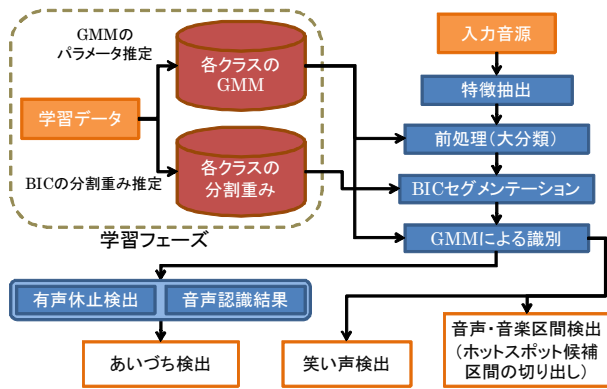 GMMの
パラメータ推定
各クラスの
GMM
学習データ
BICの分割重み推定
各クラスの
分割重み
学習フェーズ
入力音源
特徴抽出
前処理(大分類)
BICセグメンテーション
GMMによる識別
有声休止検出
音声認識結果
あいづち検出
笑い声検出
音声・音楽区間検出
(ホットスポット候補
区間の切り出し)